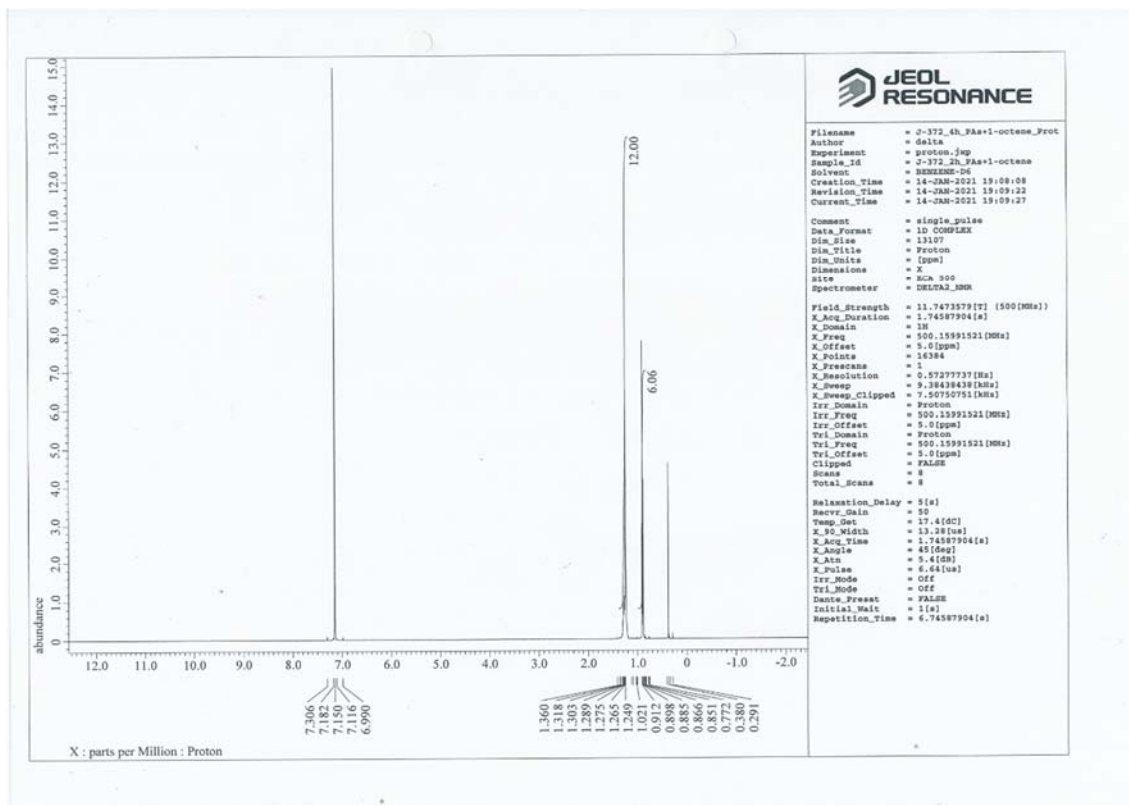 JEOL
RESONANCE
15.0
14.0
13.0
12.0
11.0
10.0
9.0
8.0
7.0
6.0
5.0
4.0
3.0
2.0
1.0
0
abundance
12.00
6.06
12.0 11.0 10.0 9.0 8.0 7.0 6.0 5.0 4.0 3.0 2.0 1.0 0 -1.0 -2.0
7.306
7.182
7.150
7.116
6.990
1.360
1.318
1.303
1.289
1.275
1.265
1.249
1.021
0.912
0.898
0.885
0.866
0.851
0.772
0.380
0.291
X : parts per Million : Proton
Filename = J-372_4h_PAs+1-octene_Prot
Author = delta
Experiment = proton.jxp
Sample_Id = J-372_2h_PAs+1-octene
Solvent = BENZENE-D6
Creation_Time = 14-JAN-2021 19:08:08
Revision_Time = 14-JAN-2021 19:09:22
Current_Time = 14-JAN-2021 19:09:27
Comment = single_pulse
Data_Format = 1D COMPLEX
Dim_Size = 13107
Dim_Title = Proton
Dim_Units = [ppm]
Dimensions = X
Site = ECA 500
Spectrometer = DELTA2_NMR
Field_Strength = 11.7473579[T] (500[MHz])
X_Acq_Duration = 1.74587904[s]
X_Domain = 1H
X_Freq = 500.15991521[MHz]
X_Offset = 5.0[ppm]
X_Points = 16384
X_Prescans = 1
X_Resolution = 0.57277737[Hz]
X_Sweep = 9.38438438[kHz]
X_Sweep_Clipped = 7.50750751[kHz]
Irr_Domain = Proton
Irr_Freq = 500.15991521[MHz]
Irr_Offset = 5.0[ppm]
Tri_Domain = Proton
Tri_Freq = 500.15991521[MHz]
Tri_Offset = 5.0[ppm]
Clipped = FALSE
Scans = 8
Total_Scans = 8
Relaxation_Delay = 5[s]
Recvr_Gain = 50
Temp_Get = 17.4[dC]
X_90_Width = 13.28[us]
X_Acq_Time = 1.74587904[s]
X_Angle = 45[deg]
X_Atn = 5.4[dB]
X_Pulse = 6.64[us]
Irr_Mode = Off
Tri_Mode = Off
Dante_Presat = FALSE
Initial_Wait = 1[s]
Repetition_Time = 6.74587904[s]